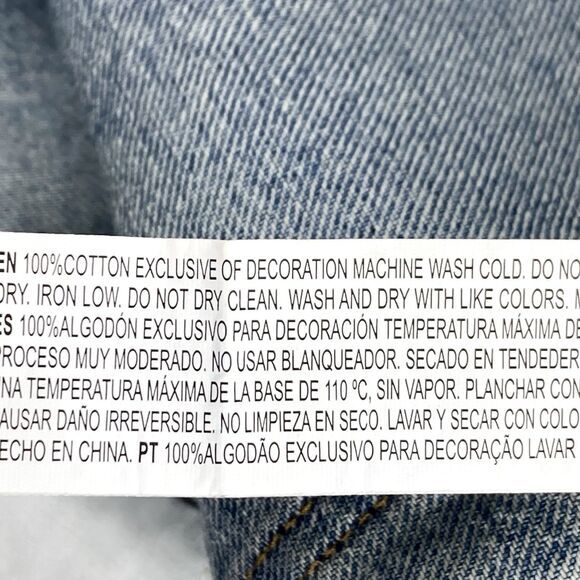 EN 100%COTTON EXCLUSIVE OF DECORATION MACHINE WASH COLD. DO NO
DRY. IRON LOW. DO NOT DRY CLEAN. WASH AND DRY WITH LIKE COLORS. M
ES 100%ALGODÓN EXCLUSIVO PARA DECORACIÓN TEMPERATURA MÁXIMA DE
PROCESO MUY MODERADO. NO USAR BLANQUEADOR. SECADO EN TENDEDER
NA TEMPERATURA MÁXIMA DE LA BASE DE 110 ºC, SIN VAPOR. PLANCHAR CON
AUSAR DAÑO IRREVERSIBLE. NO LIMPIEZA EN SECO. LAVAR Y SECAR CON COLO
ECHO EN CHINA. PT 100%ALGODÃO EXCLUSIVO PARA DECORAÇÃO LAVAR